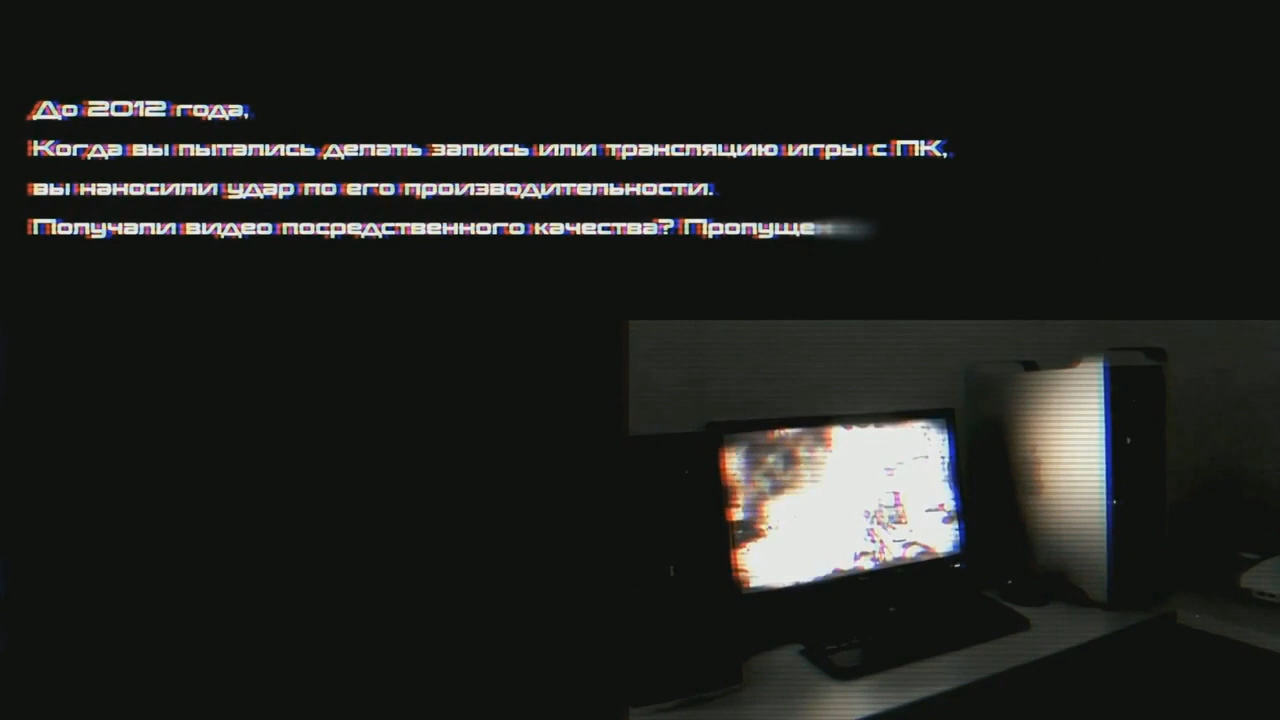 До 2012 года,
Когда вы пытались делать запись или трансляцию игры с ПК,
вы наносили удар по его производительности.
Получали видео посредственного качества?